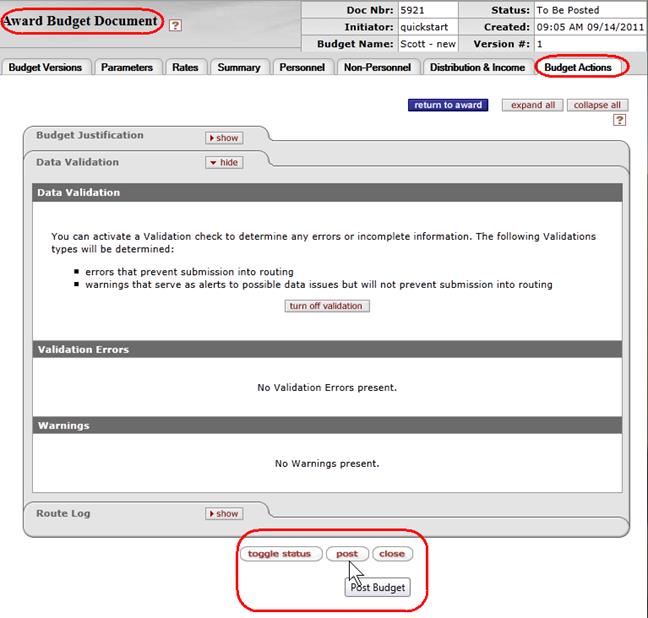 Award Budget Document ?
Doc Nbr: 5921 Status: To Be Posted
Initiator: quickstart Created: 09:05 AM 09/14/2011
Budget Name: Scott - new Version #: 1
Budget Versions Parameters Rates Summary Personnel Non-Personnel Distribution & Income Budget Actions
return to award expand all collapse all
?
Budget Justification show
Data Validation hide
Data Validation
You can activate a Validation check to determine any errors or incomplete information. The following Validations
types will be determined:
errors that prevent submission into routing
warnings that serve as alerts to possible data issues but will not prevent submission into routing
turn off validation
Validation Errors
No Validation Errors present.
Warnings
No Warnings present.
Route Log show
toggle status post close
Post Budget